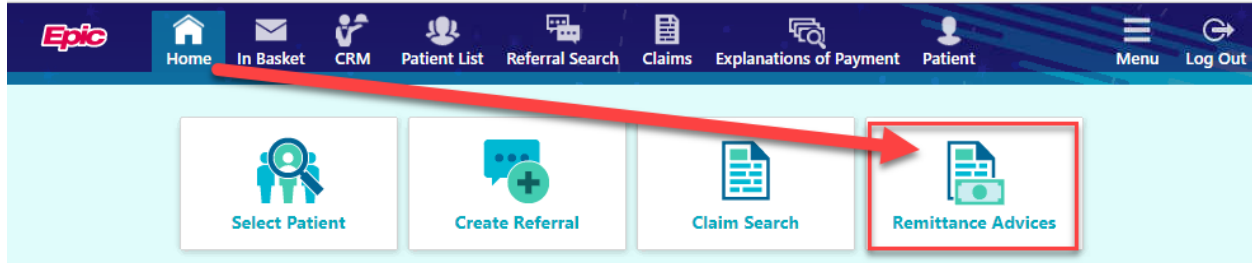 Epic Home In Basket CRM Patient List Referral Search Claims Explanations of Payment Patient Menu Log Out
Select Patient Create Referral Claim Search Remittance Advices